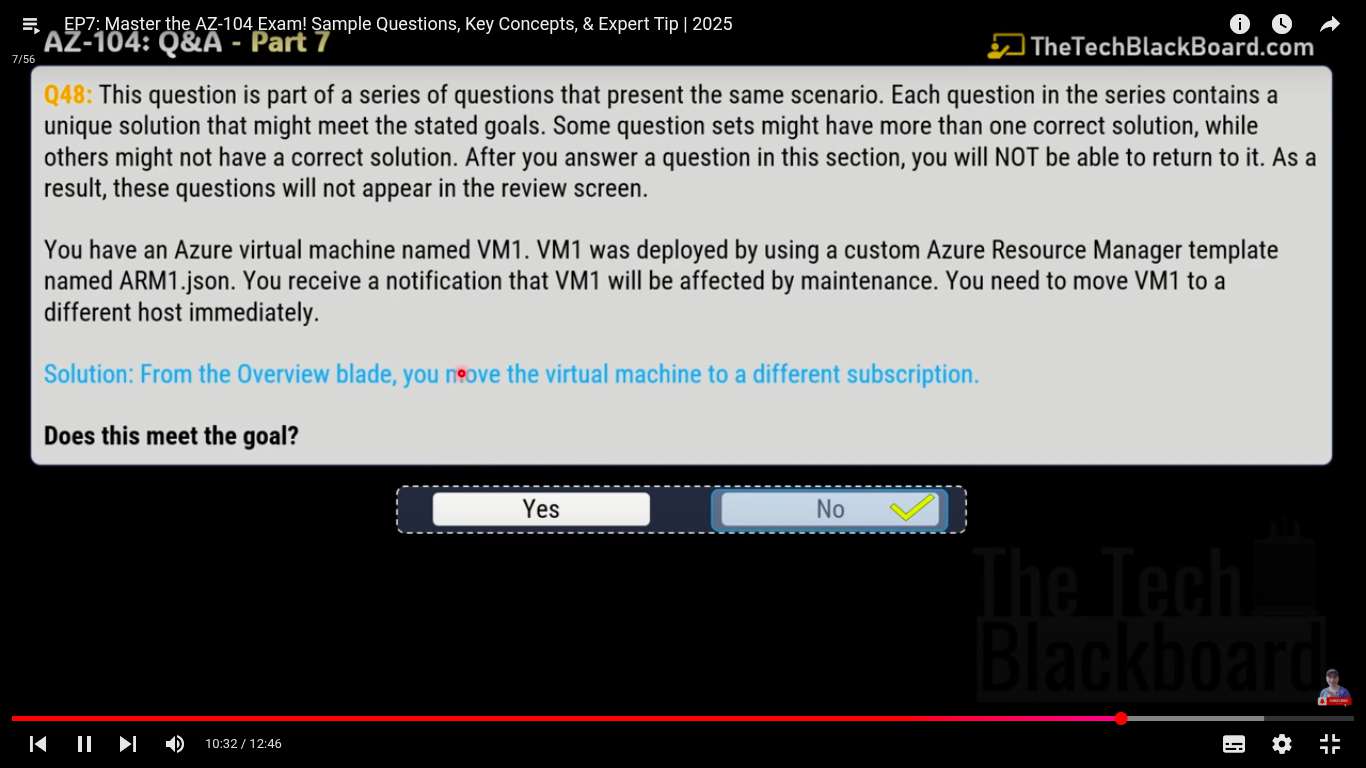 EP7: Master the AZ-104 Exam! Sample Questions, Key Concepts, & Expert Tip | 2025
AZ-104: Q&A - Part 7
TheTechBlackBoard.com
7/56
Q48: This question is part of a series of questions that present the same scenario. Each question in the series contains a
unique solution that might meet the stated goals. Some question sets might have more than one correct solution, while
others might not have a correct solution. After you answer a question in this section, you will NOT be able to return to it. As a
result, these questions will not appear in the review screen.
You have an Azure virtual machine named VM1. VM1 was deployed by using a custom Azure Resource Manager template
named ARM1.json. You receive a notification that VM1 will be affected by maintenance. You need to move VM1 to a
different host immediately.
Solution: From the Overview blade, you move the virtual machine to a different subscription.
Does this meet the goal?
Yes
No
The Tech
Blackboard
10:32 / 12:46